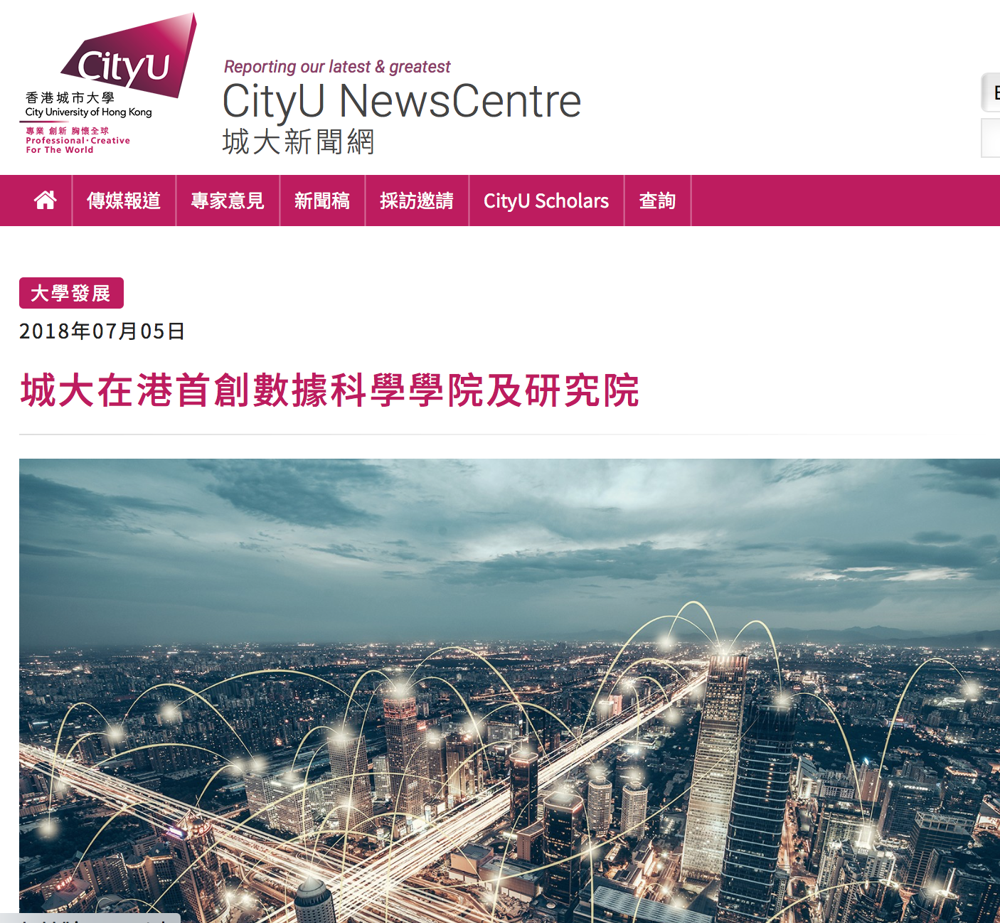 CityU
香港城市大學
City University of Hong Kong
專業 創新 胸懷全球
Professional·Creative
For The World
Reporting our latest & greatest
CityU NewsCentre
城大新聞網
傳媒報道 專家意見 新聞稿 採訪邀請 CityU Scholars 查詢
大學發展
2018年07月05日
城大在港首創數據科學學院及研究院